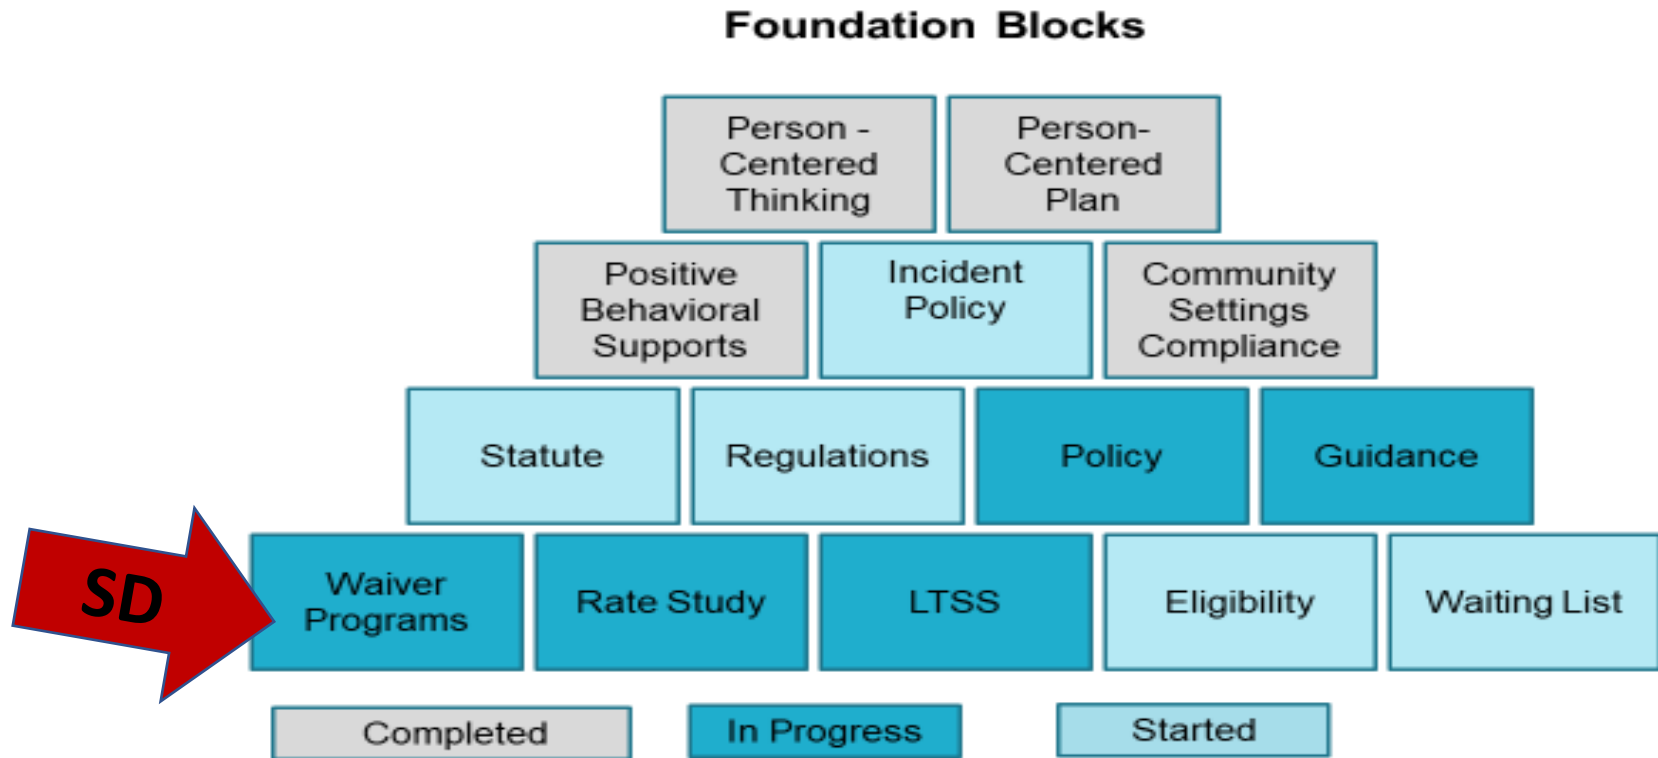 Foundation Blocks
Person -
Centered
Thinking
Person-
Centered
Plan
Positive
Behavioral
Supports
Incident
Policy
Community
Settings
Compliance
Statute
Regulations
Policy
Guidance
SD
Waiver
Programs
Rate Study
LTSS
Eligibility
Waiting List
Completed
In Progress
Started